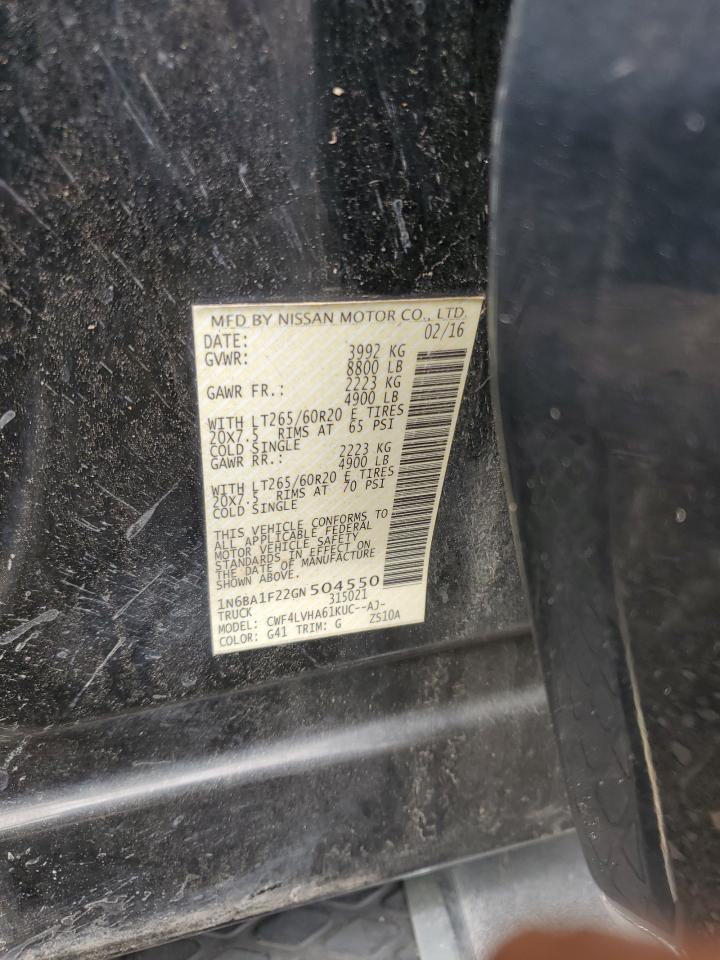 MFD BY NISSAN MOTOR CO., LTD.
DATE: 02/16
GVWR: 3992 KG
8800 LB
GAWR FR.: 2223 KG
4900 LB
WITH LT265/60R20 E TIRES
20X7.5 RIMS AT 65 PSI
COLD SINGLE
GAWR RR.: 2223 KG
4900 LB
WITH LT265/60R20 E TIRES
20X7.5 RIMS AT 70 PSI
COLD SINGLE
THIS VEHICLE CONFORMS TO
ALL APPLICABLE FEDERAL
MOTOR VEHICLE SAFETY
STANDARDS IN EFFECT ON
THE DATE OF MANUFACTURE
SHOWN ABOVE.
1N6BA1F22GN504550
TRUCK 315021
MODEL: CWF4LVHA61KUC--AJ-
COLOR: G41 TRIM: G ZS10A